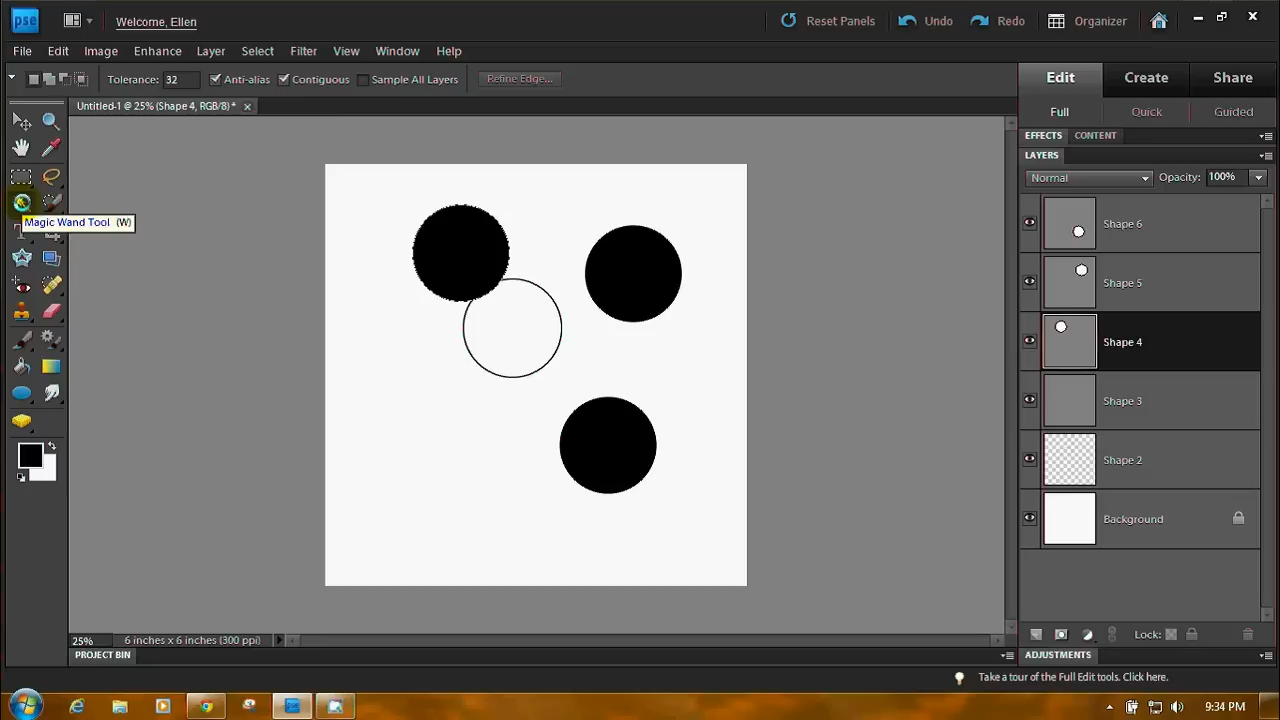 pse Welcome, Ellen Reset Panels Undo Redo Organizer
File Edit Image Enhance Layer Select Filter View Window Help
Tolerance: 32 Anti-alias Contiguous Sample All Layers Refine Edge...
Edit Create Share
Untitled-1 @ 25% (Shape 4, RGB/8) * ×
Full Quick Guided
EFFECTS CONTENT
LAYERS
Normal Opacity: 100%
Magic Wand Tool (W)
T
Shape 6
Shape 5
Shape 4
Shape 3
Shape 2
Background
25% 6 inches x 6 inches (300 ppi) Lock:
PROJECT BIN ADJUSTMENTS
Take a tour of the Full Edit tools. Click here.
9:34 PM